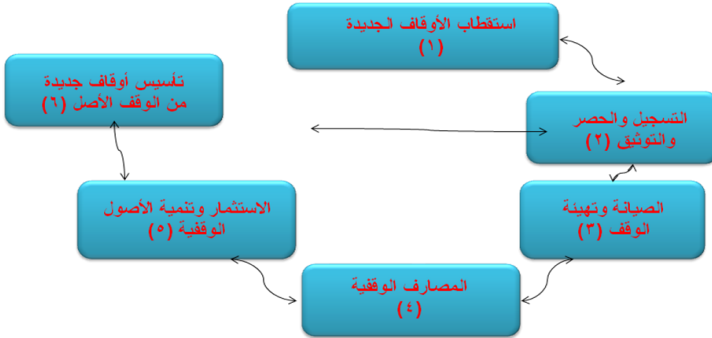 استقطاب الأوقاف الجديدة
(١)
التسجيل والحصر
والتوثيق (٢)
الصيانة وتهيئة
الوقف (٣)
المصارف الوقفية
(٤)
الاستثمار وتنمية الأصول
الوقفية (٥)
تأسيس أوقاف جديدة
من الوقف الأصل (٦)